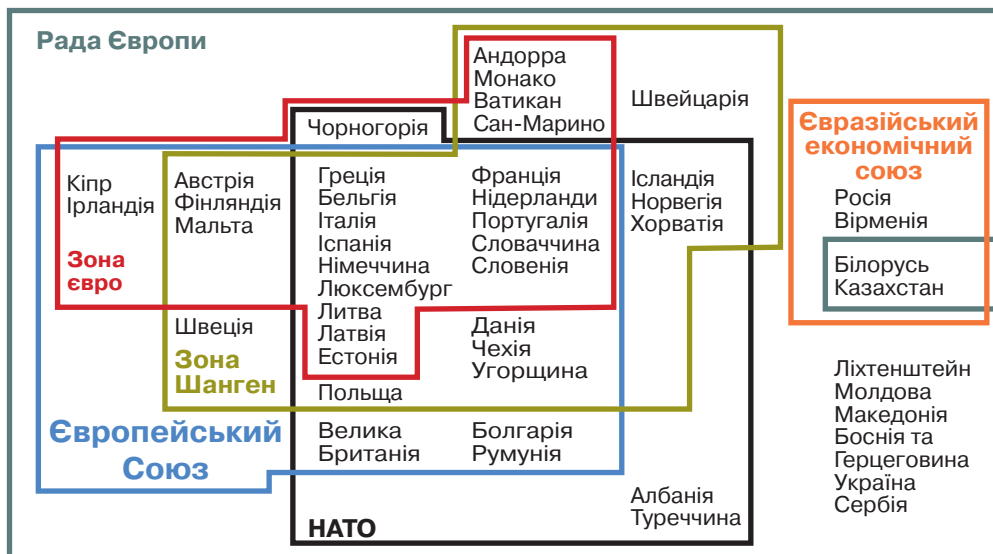 Рада Європи
Андорра
Монако
Ватикан
Сан-Марино
Швейцарія
Чорногорія
Євразійський
економічний
союз
Росія
Вірменія
Білорусь
Казахстан
Кіпр
Ірландія
Зона
євро
Австрія
Фінляндія
Мальта
Швеція
Зона
Шанген
Греція
Бельгія
Італія
Іспанія
Німеччина
Люксембург
Литва
Латвія
Естонія
Польща
Франція
Нідерланди
Португалія
Словаччина
Словенія
Данія
Чехія
Угорщина
Ісландія
Норвегія
Хорватія
Європейський
Союз
Велика
Британія
Болгарія
Румунія
Албанія
Туреччина
НАТО
Ліхтенштейн
Молдова
Македонія
Боснія та
Герцеговина
Україна
Сербія